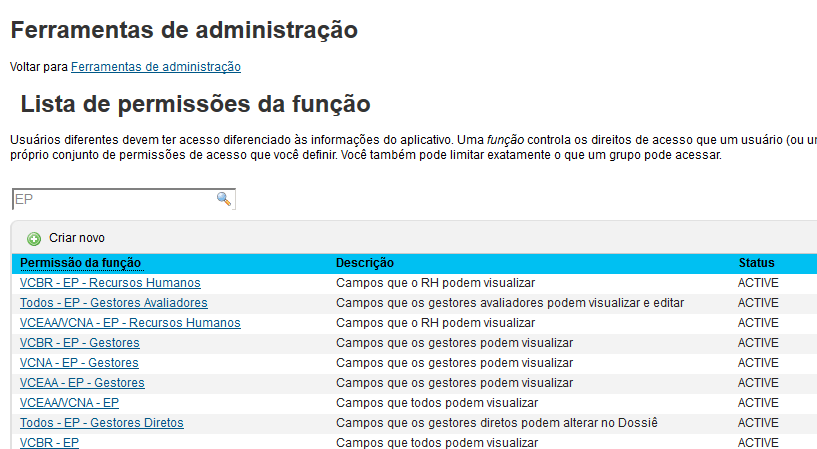 Ferramentas de administração
Voltar para Ferramentas de administração
Lista de permissões da função
Usuários diferentes devem ter acesso diferenciado às informações do aplicativo. Uma função controla os direitos de acesso que um usuário (ou
próprio conjunto de permissões de acesso que você definir. Você também pode limitar exatamente o que um grupo pode acessar.
EP
Criar novo
Permissão da função Descrição Status
VCBR - EP - Recursos Humanos Campos que o RH podem visualizar ACTIVE
Todos - EP - Gestores Avaliadores Campos que os gestores avaliadores podem visualizar e editar ACTIVE
VCEAA/VCNA - EP - Recursos Humanos Campos que o RH podem visualizar ACTIVE
VCBR - EP - Gestores Campos que os gestores podem visualizar ACTIVE
VCNA - EP - Gestores Campos que os gestores podem visualizar ACTIVE
VCEAA - EP - Gestores Campos que os gestores podem visualizar ACTIVE
VCEAA/VCNA - EP Campos que todos podem visualizar ACTIVE
Todos - EP - Gestores Diretos Campos que os gestores diretos podem alterar no Dossiê ACTIVE
VCBR - EP Campos que todos podem visualizar ACTIVE